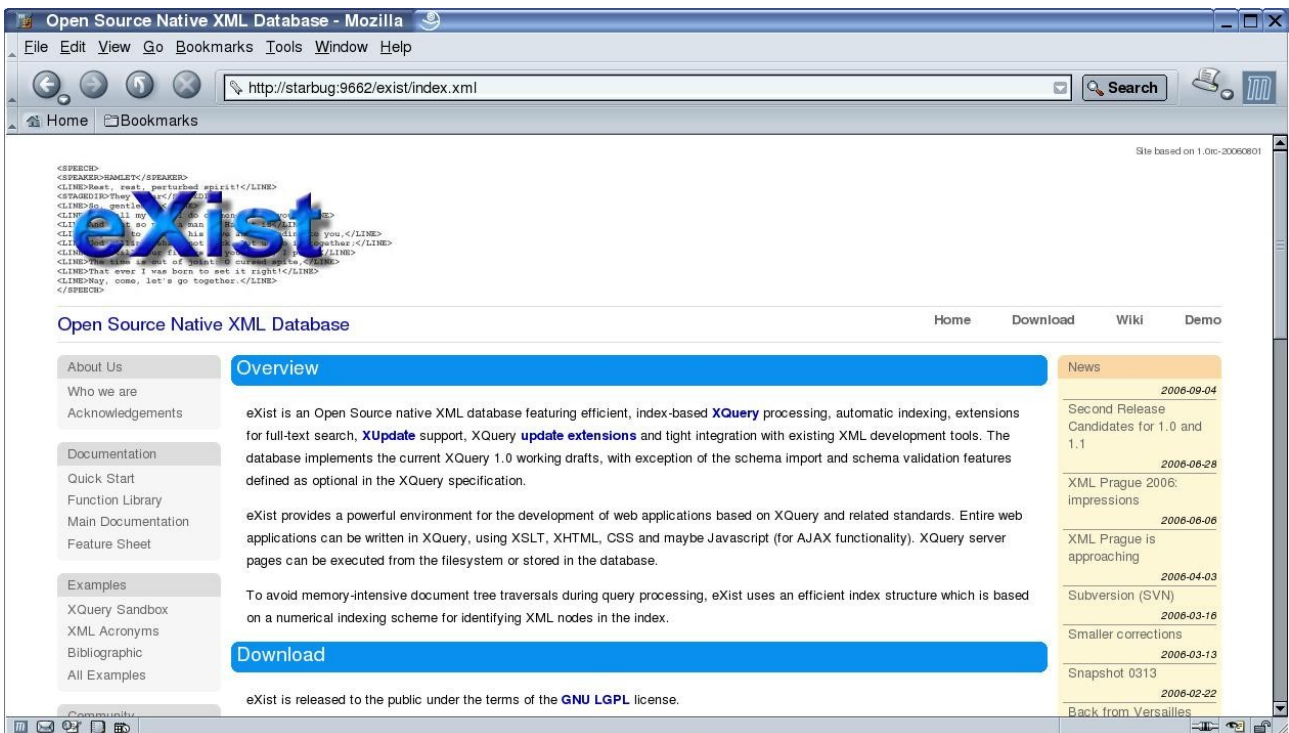 Open Source Native XML Database - Mozilla
File Edit View Go Bookmarks Tools Window Help
http://starbug:9662/exist/index.xml
Search
Home Bookmarks
Site based on 1.0rc-20060801
<SPEECH>
<SPEAKER>HAMLET</SPEAKER>
<LINE>Rest, rest, perturbed spirit!</LINE>
<STAGEDIR>They
<LINE>So, gentle
you,</LINE>
together;</LINE>
<LINE>The time is out of joint: O cursed spite,</LINE>
<LINE>That ever I was born to set it right!</LINE>
<LINE>Nay, come, let's go together.</LINE>
</SPEECH>
eXist
Open Source Native XML Database
Home Download Wiki Demo
About Us
Who we are
Acknowledgements
Documentation
Quick Start
Function Library
Main Documentation
Feature Sheet
Examples
XQuery Sandbox
XML Acronyms
Bibliographic
All Examples
Community
Overview
eXist is an Open Source native XML database featuring efficient, index-based XQuery processing, automatic indexing, extensions
for full-text search, XUpdate support, XQuery update extensions and tight integration with existing XML development tools. The
database implements the current XQuery 1.0 working drafts, with exception of the schema import and schema validation features
defined as optional in the XQuery specification.
eXist provides a powerful environment for the development of web applications based on XQuery and related standards. Entire web
applications can be written in XQuery, using XSLT, XHTML, CSS and maybe Javascript (for AJAX functionality). XQuery server
pages can be executed from the filesystem or stored in the database.
To avoid memory-intensive document tree traversals during query processing, eXist uses an efficient index structure which is based
on a numerical indexing scheme for identifying XML nodes in the index.
Download
eXist is released to the public under the terms of the GNU LGPL license.
News
2006-09-04
Second Release
Candidates for 1.0 and
1.1
2006-06-28
XML Prague 2006:
impressions
2006-06-06
XML Prague is
approaching
2006-04-03
Subversion (SVN)
2006-03-16
Smaller corrections
2006-03-13
Snapshot 0313
2006-02-22
Back from Versailles